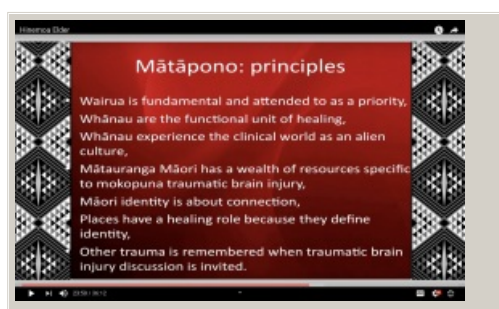 Hinemoa Elder
Mātāpono: principles
Wairua is fundamental and attended to as a priority,
Whānau are the functional unit of healing,
Whānau experience the clinical world as an alien
culture,
Mātauranga Māori has a wealth of resources specific
to mokopuna traumatic brain injury,
Māori identity is about connection,
Places have a healing role because they define
identity,
Other trauma is remembered when traumatic brain
injury discussion is invited.